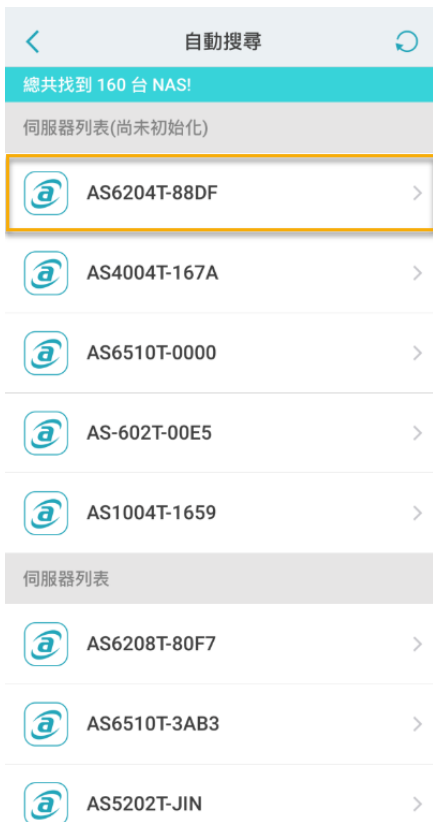 自動搜尋
總共找到 160 台 NAS!
伺服器列表(尚未初始化)
AS6204T-88DF
AS4004T-167A
AS6510T-0000
AS-602T-00E5
AS1004T-1659
伺服器列表
AS6208T-80F7
AS6510T-3AB3
AS5202T-JIN